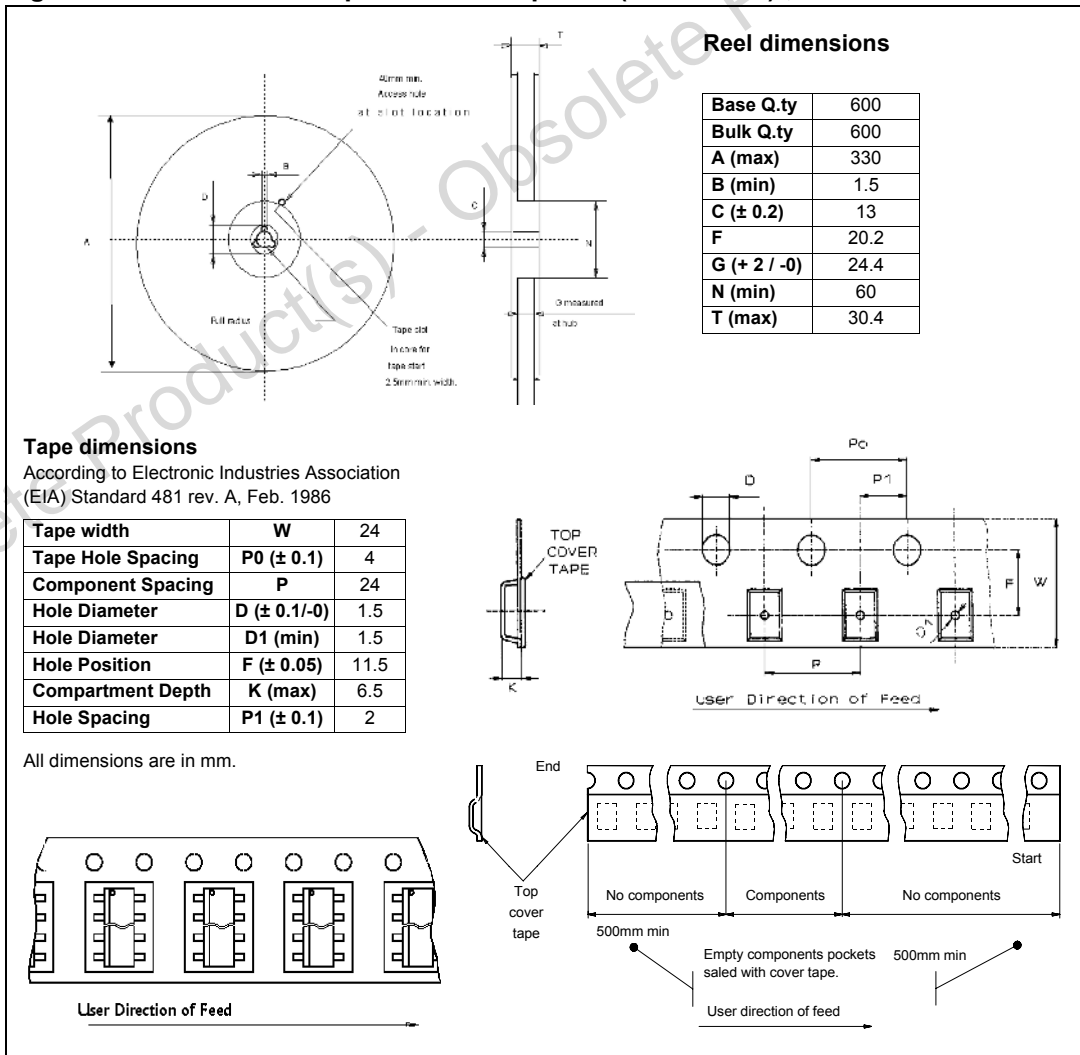 Reel dimensions
Base Q.ty 600
Bulk Q.ty 600
A (max) 330
B (min) 1.5
C (± 0.2) 13
F 20.2
G (+ 2 / -0) 24.4
N (min) 60
T (max) 30.4
T
40mm min.
Access hole
at slot location
B
D
A
C
N
Full radius
Tape slot
in core for
tape start
2.5mm min. width.
G measured
at hub
Obsolete
Product(s) - Obsolete
Tape dimensions
According to Electronic Industries Association
(EIA) Standard 481 rev. A, Feb. 1986
Tape width W 24
Tape Hole Spacing P0 (± 0.1) 4
Component Spacing P 24
Hole Diameter D (± 0.1/-0) 1.5
Hole Diameter D1 (min) 1.5
Hole Position F (± 0.05) 11.5
Compartment Depth K (max) 6.5
Hole Spacing P1 (± 0.1) 2
All dimensions are in mm.
TOP
COVER
TAPE
K
Po
D
P1
F
W
D1
P
User Direction of Feed
User Direction of Feed
End
Start
Top
cover
tape
No components
Components
No components
500mm min
Empty components pockets
saled with cover tape.
500mm min
User direction of feed